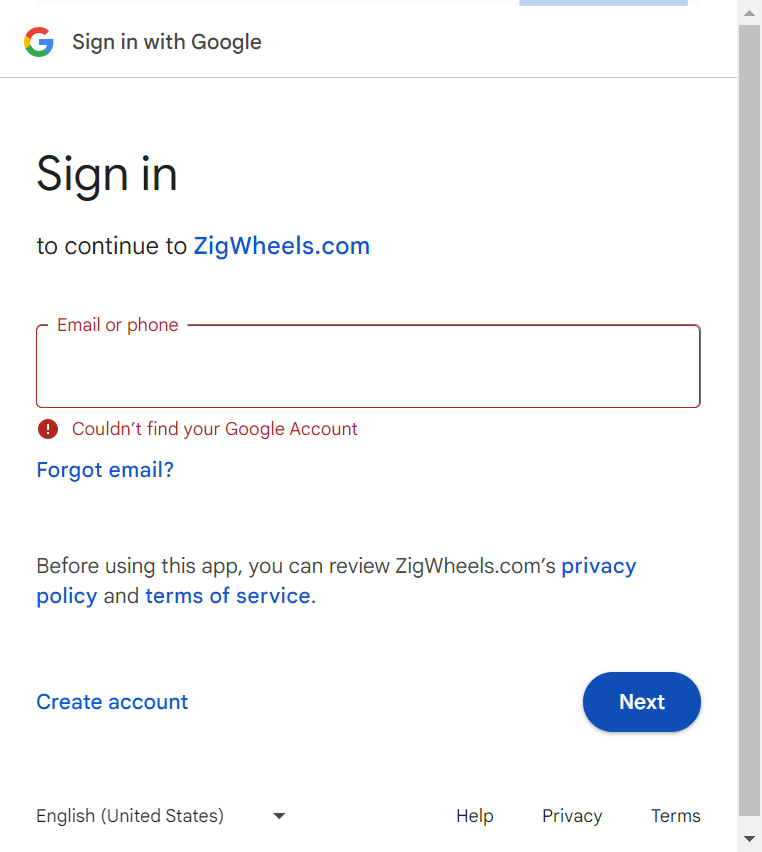 Sign in with Google
Sign in
to continue to ZigWheels.com
Email or phone
Couldn’t find your Google Account
Forgot email?
Before using this app, you can review ZigWheels.com’s privacy
policy and terms of service.
Create account
Next
English (United States)
Help
Privacy
Terms